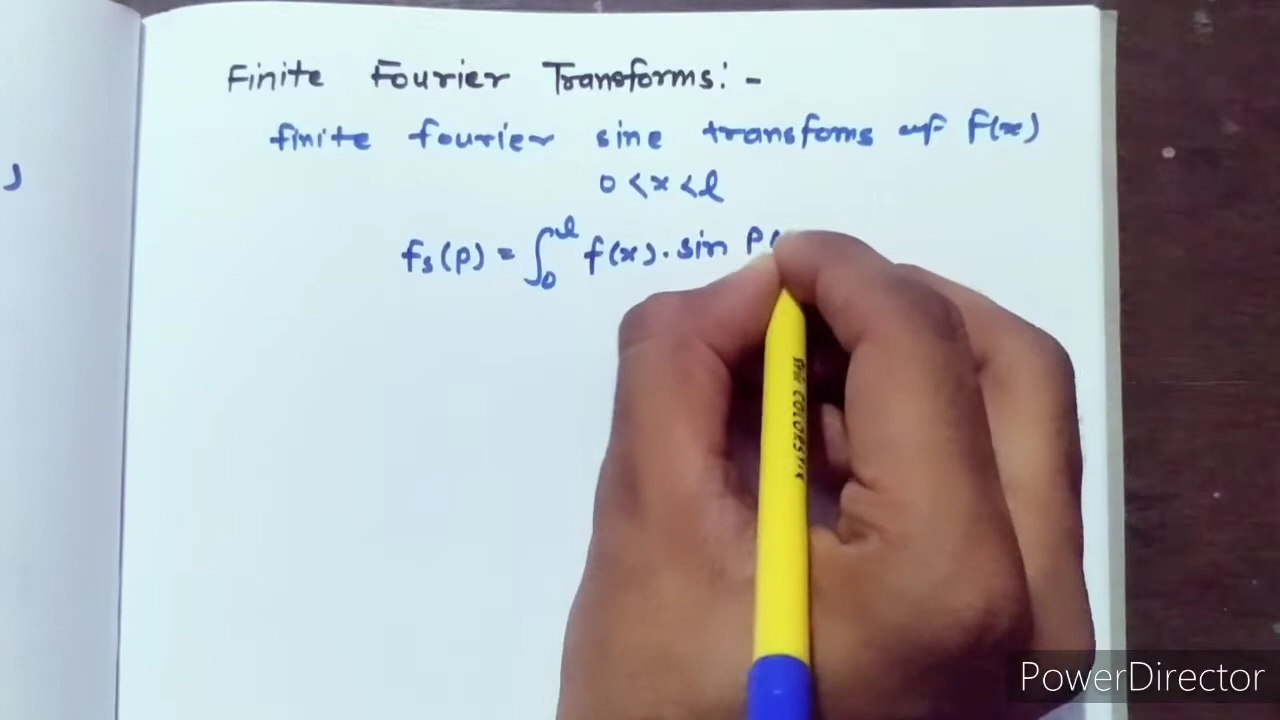 Finite Fourier Transforms:-
finite fourier sine transfoms of F(x)
0 < x < l
fs(p) = ∫₀ˡ f(x). sin P(
PowerDirector